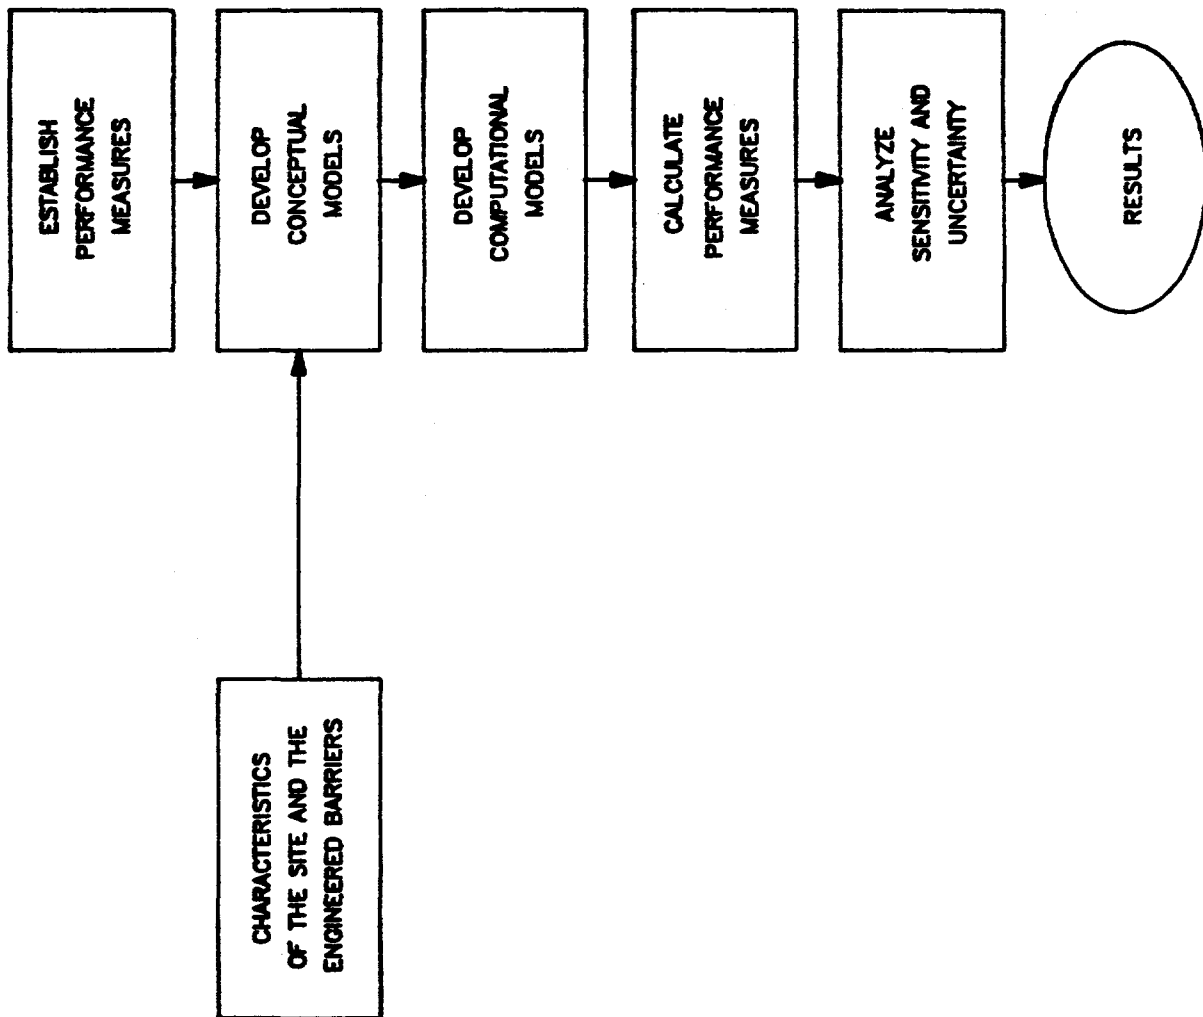 ESTABLISH
PERFORMANCE
MEASURES
DEVELOP
CONCEPTUAL
MODELS
CHARACTERISTICS
OF THE SITE AND THE
ENGINEERED BARRIERS
DEVELOP
COMPUTATIONAL
MODELS
CALCULATE
PERFORMANCE
MEASURES
ANALYZE
SENSITIVITY AND
UNCERTAINTY
RESULTS